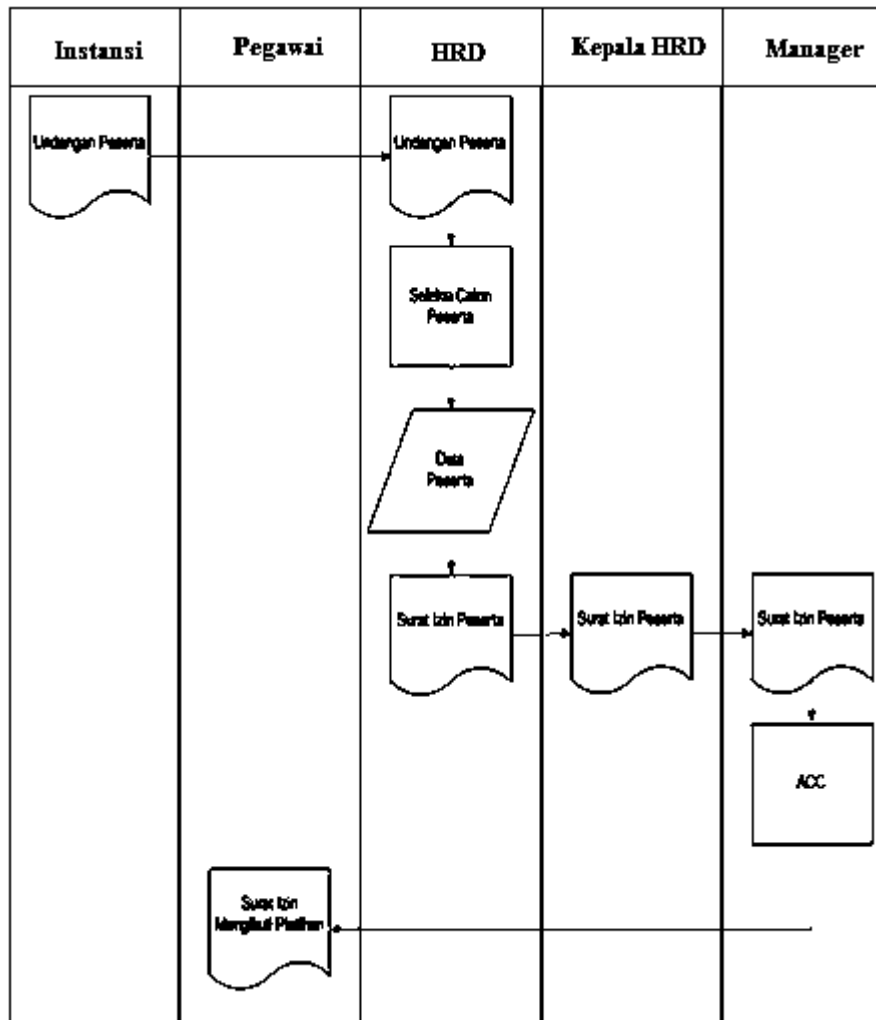 Instansi
Pegawai
HRD
Kepala HRD
Manager
Undangan Peserta
Undangan Peserta
Seleksi Calon
Peserta
Data
Peserta
Surat Izin Peserta
Surat Izin Peserta
Surat Izin Peserta
ACC
Surat Izin
Mengikuti Platihan